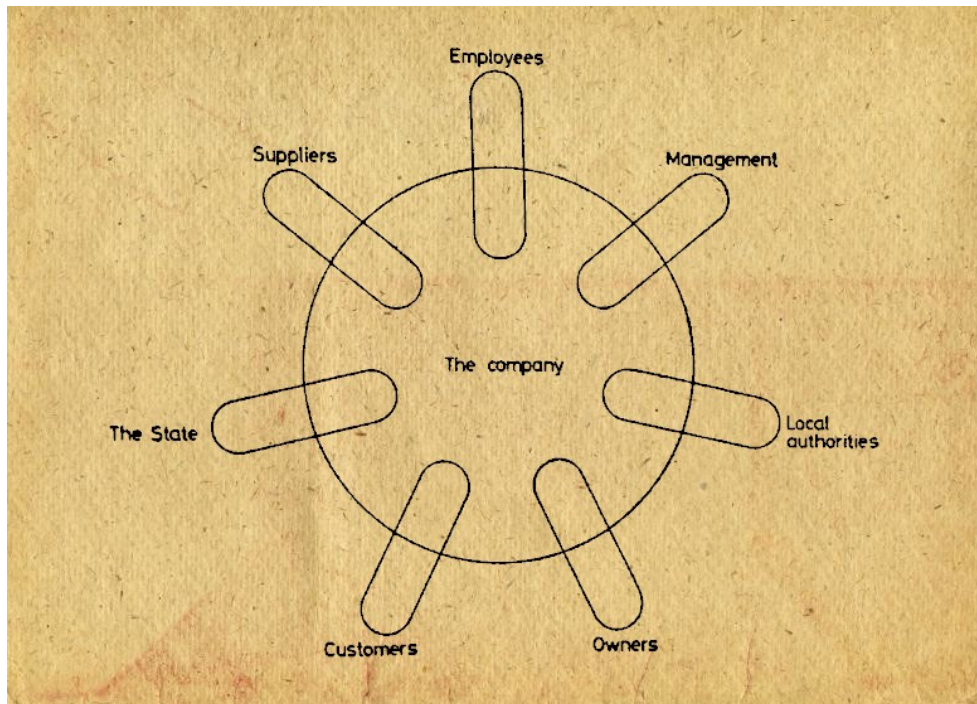 Employees
Suppliers
Management
The company
The State
Local
authorities
Customers
Owners